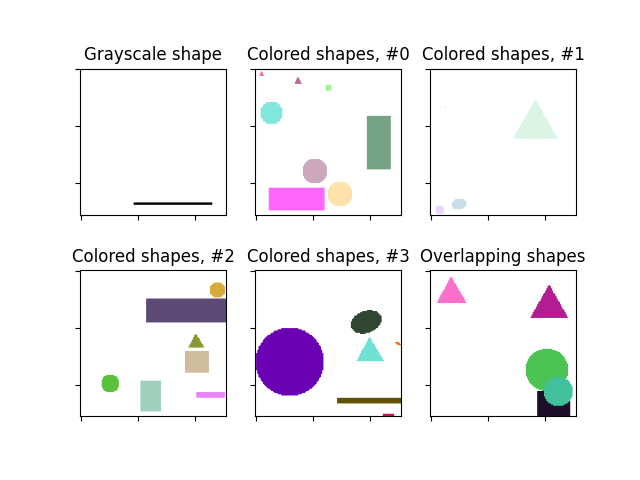 Grayscale shape
Colored shapes, #0
Colored shapes, #1
Colored shapes, #2
Colored shapes, #3
Overlapping shapes